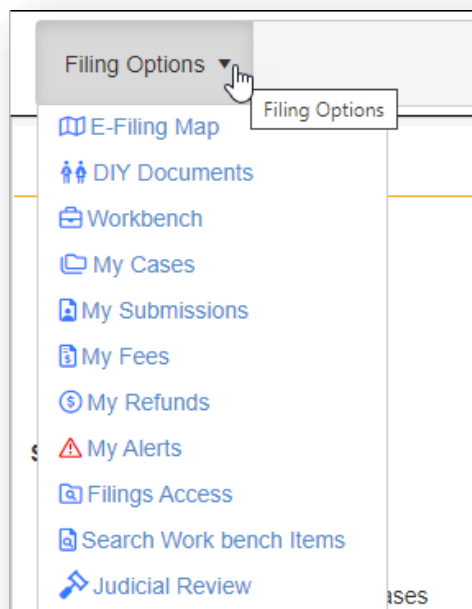 Filing Options
Filing Options
E-Filing Map
DIY Documents
Workbench
My Cases
My Submissions
My Fees
My Refunds
My Alerts
Filings Access
Search Work bench Items
Judicial Review